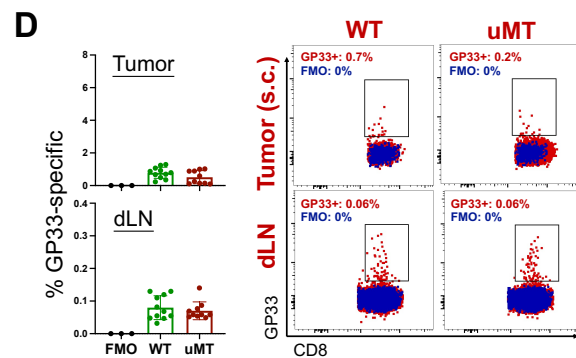 D
WT
uMT
% GP33-specific
8
6
4
2
0
Tumor
0.4
0.3
0.2
0.1
0.0
dLN
FMO
WT
uMT
Tumor (s.c.)
GP33+: 0.7%
FMO: 0%
GP33+: 0.2%
FMO: 0%
dLN
GP33+: 0.06%
FMO: 0%
GP33+: 0.06%
FMO: 0%
GP33
CD8